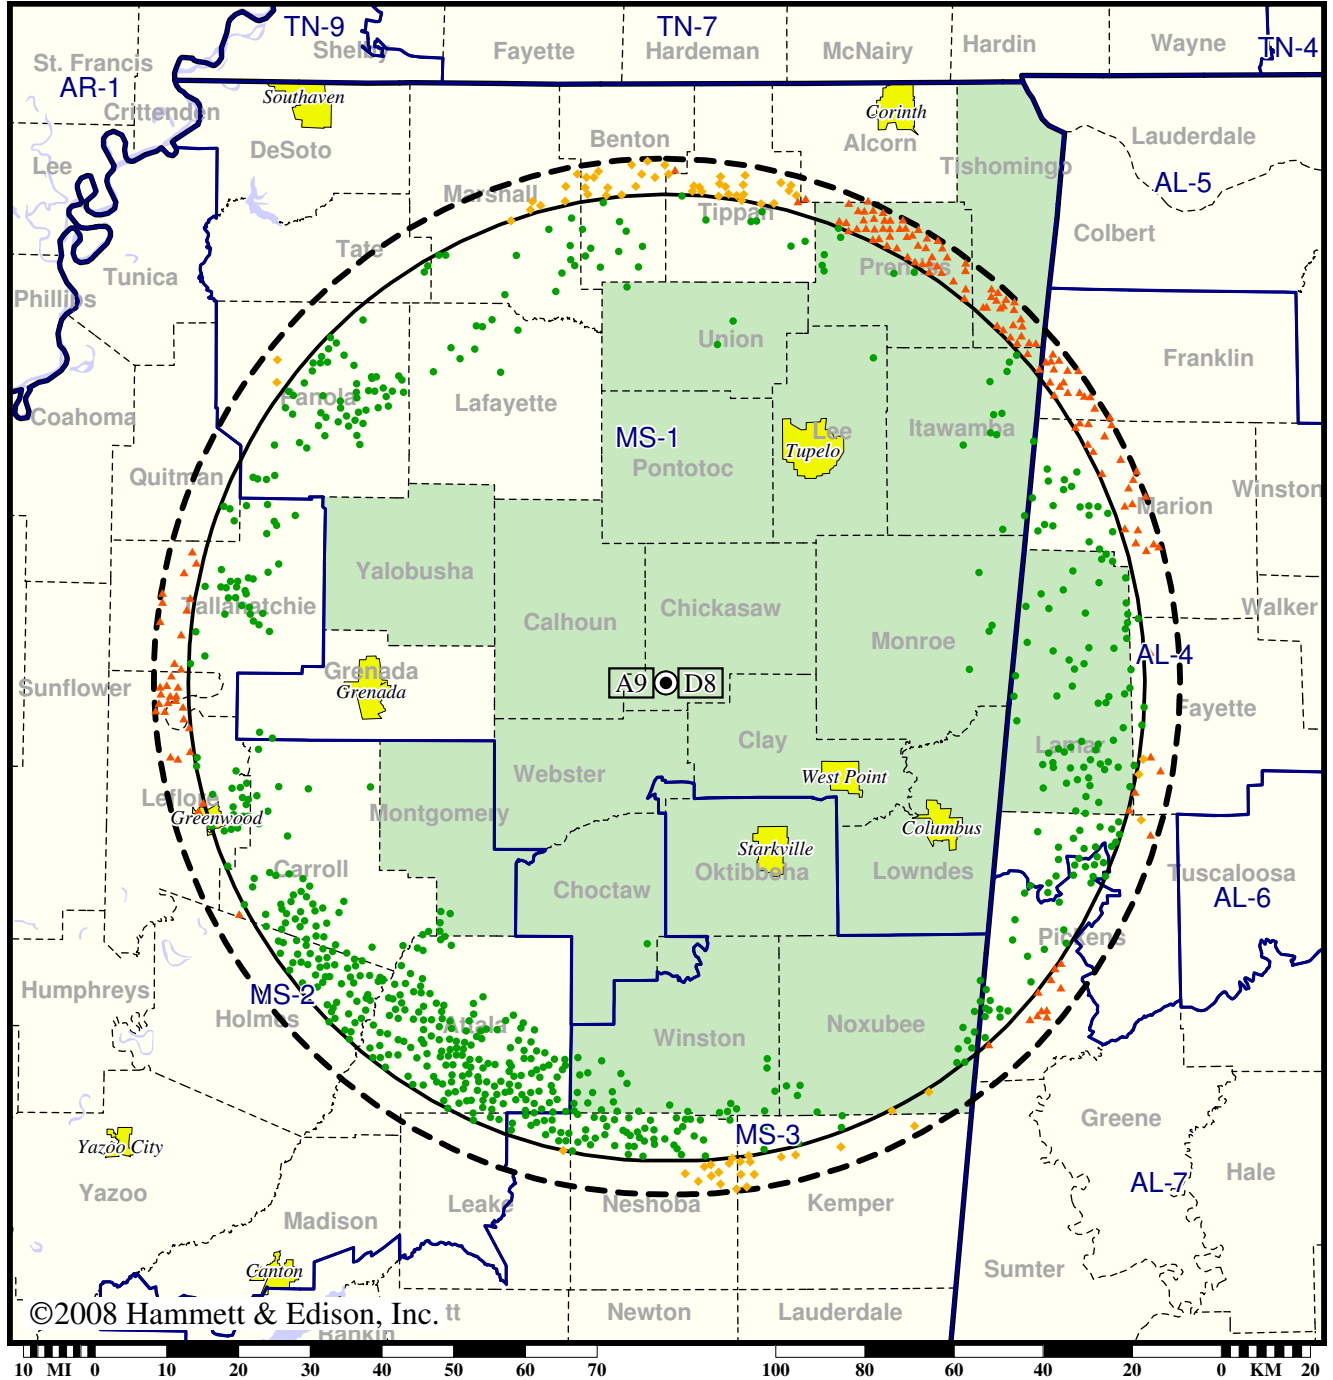 TN-9
TN-7
Shelby
Fayette
Hardeman
McNairy
Hardin
Wayne
TN-4
St. Francis
AR-1
Crittenden
Southaven
Corinth
Lee
DeSoto
Benton
Alcorn
Tishomingo
Lauderdale
AL-5
Marshall
Tippah
Tate
Colbert
Tunica
Prentiss
Phillips
Union
Franklin
Coahoma
Panola
Lafayette
MS-1
Lee
Tupelo
Itawamba
Pontotoc
Quitman
Marion
Winston
Yalobusha
Tallahatchie
Calhoun
Chickasaw
Monroe
Walker
AL-4
Sunflower
Grenada
Grenada
A9
D8
Fayette
Clay
Lamar
Webster
West Point
Leflore
Greenwood
Montgomery
Columbus
Starkville
Carroll
Choctaw
Oktibbeha
Lowndes
Tuscaloosa
AL-6
Pickens
Humphreys
MS-2
Holmes
Attala
Winston
Noxubee
Greene
Yazoo City
MS-3
Hale
Yazoo
AL-7
Leake
Neshoba
Kemper
Madison
Canton
Sumter
©2008 Hammett & Edison, Inc.
tt
Newton
Lauderdale
Rankin
10 MI 0 10 20 30 40 50 60 70 100 80 60 40 20 0 KM 20